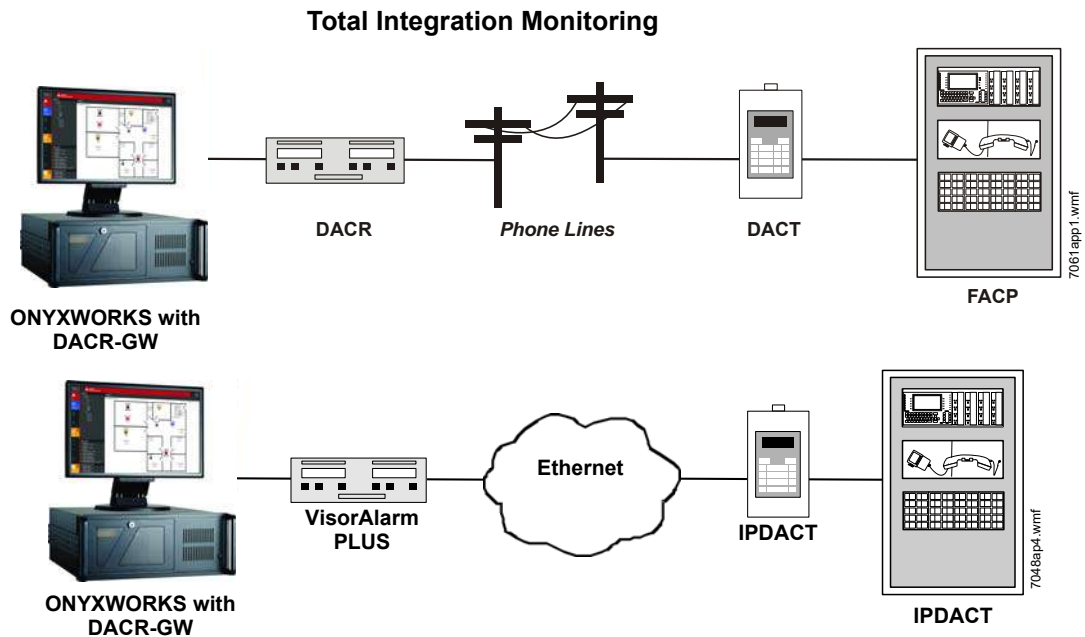 Total Integration Monitoring
DACR
Phone Lines
DACT
FACP
7061app1.wmf
ONYXWORKS with
DACR-GW
Ethernet
VisorAlarm
PLUS
IPDACT
7048ap4.wmf
IPDACT
ONYXWORKS with
DACR-GW